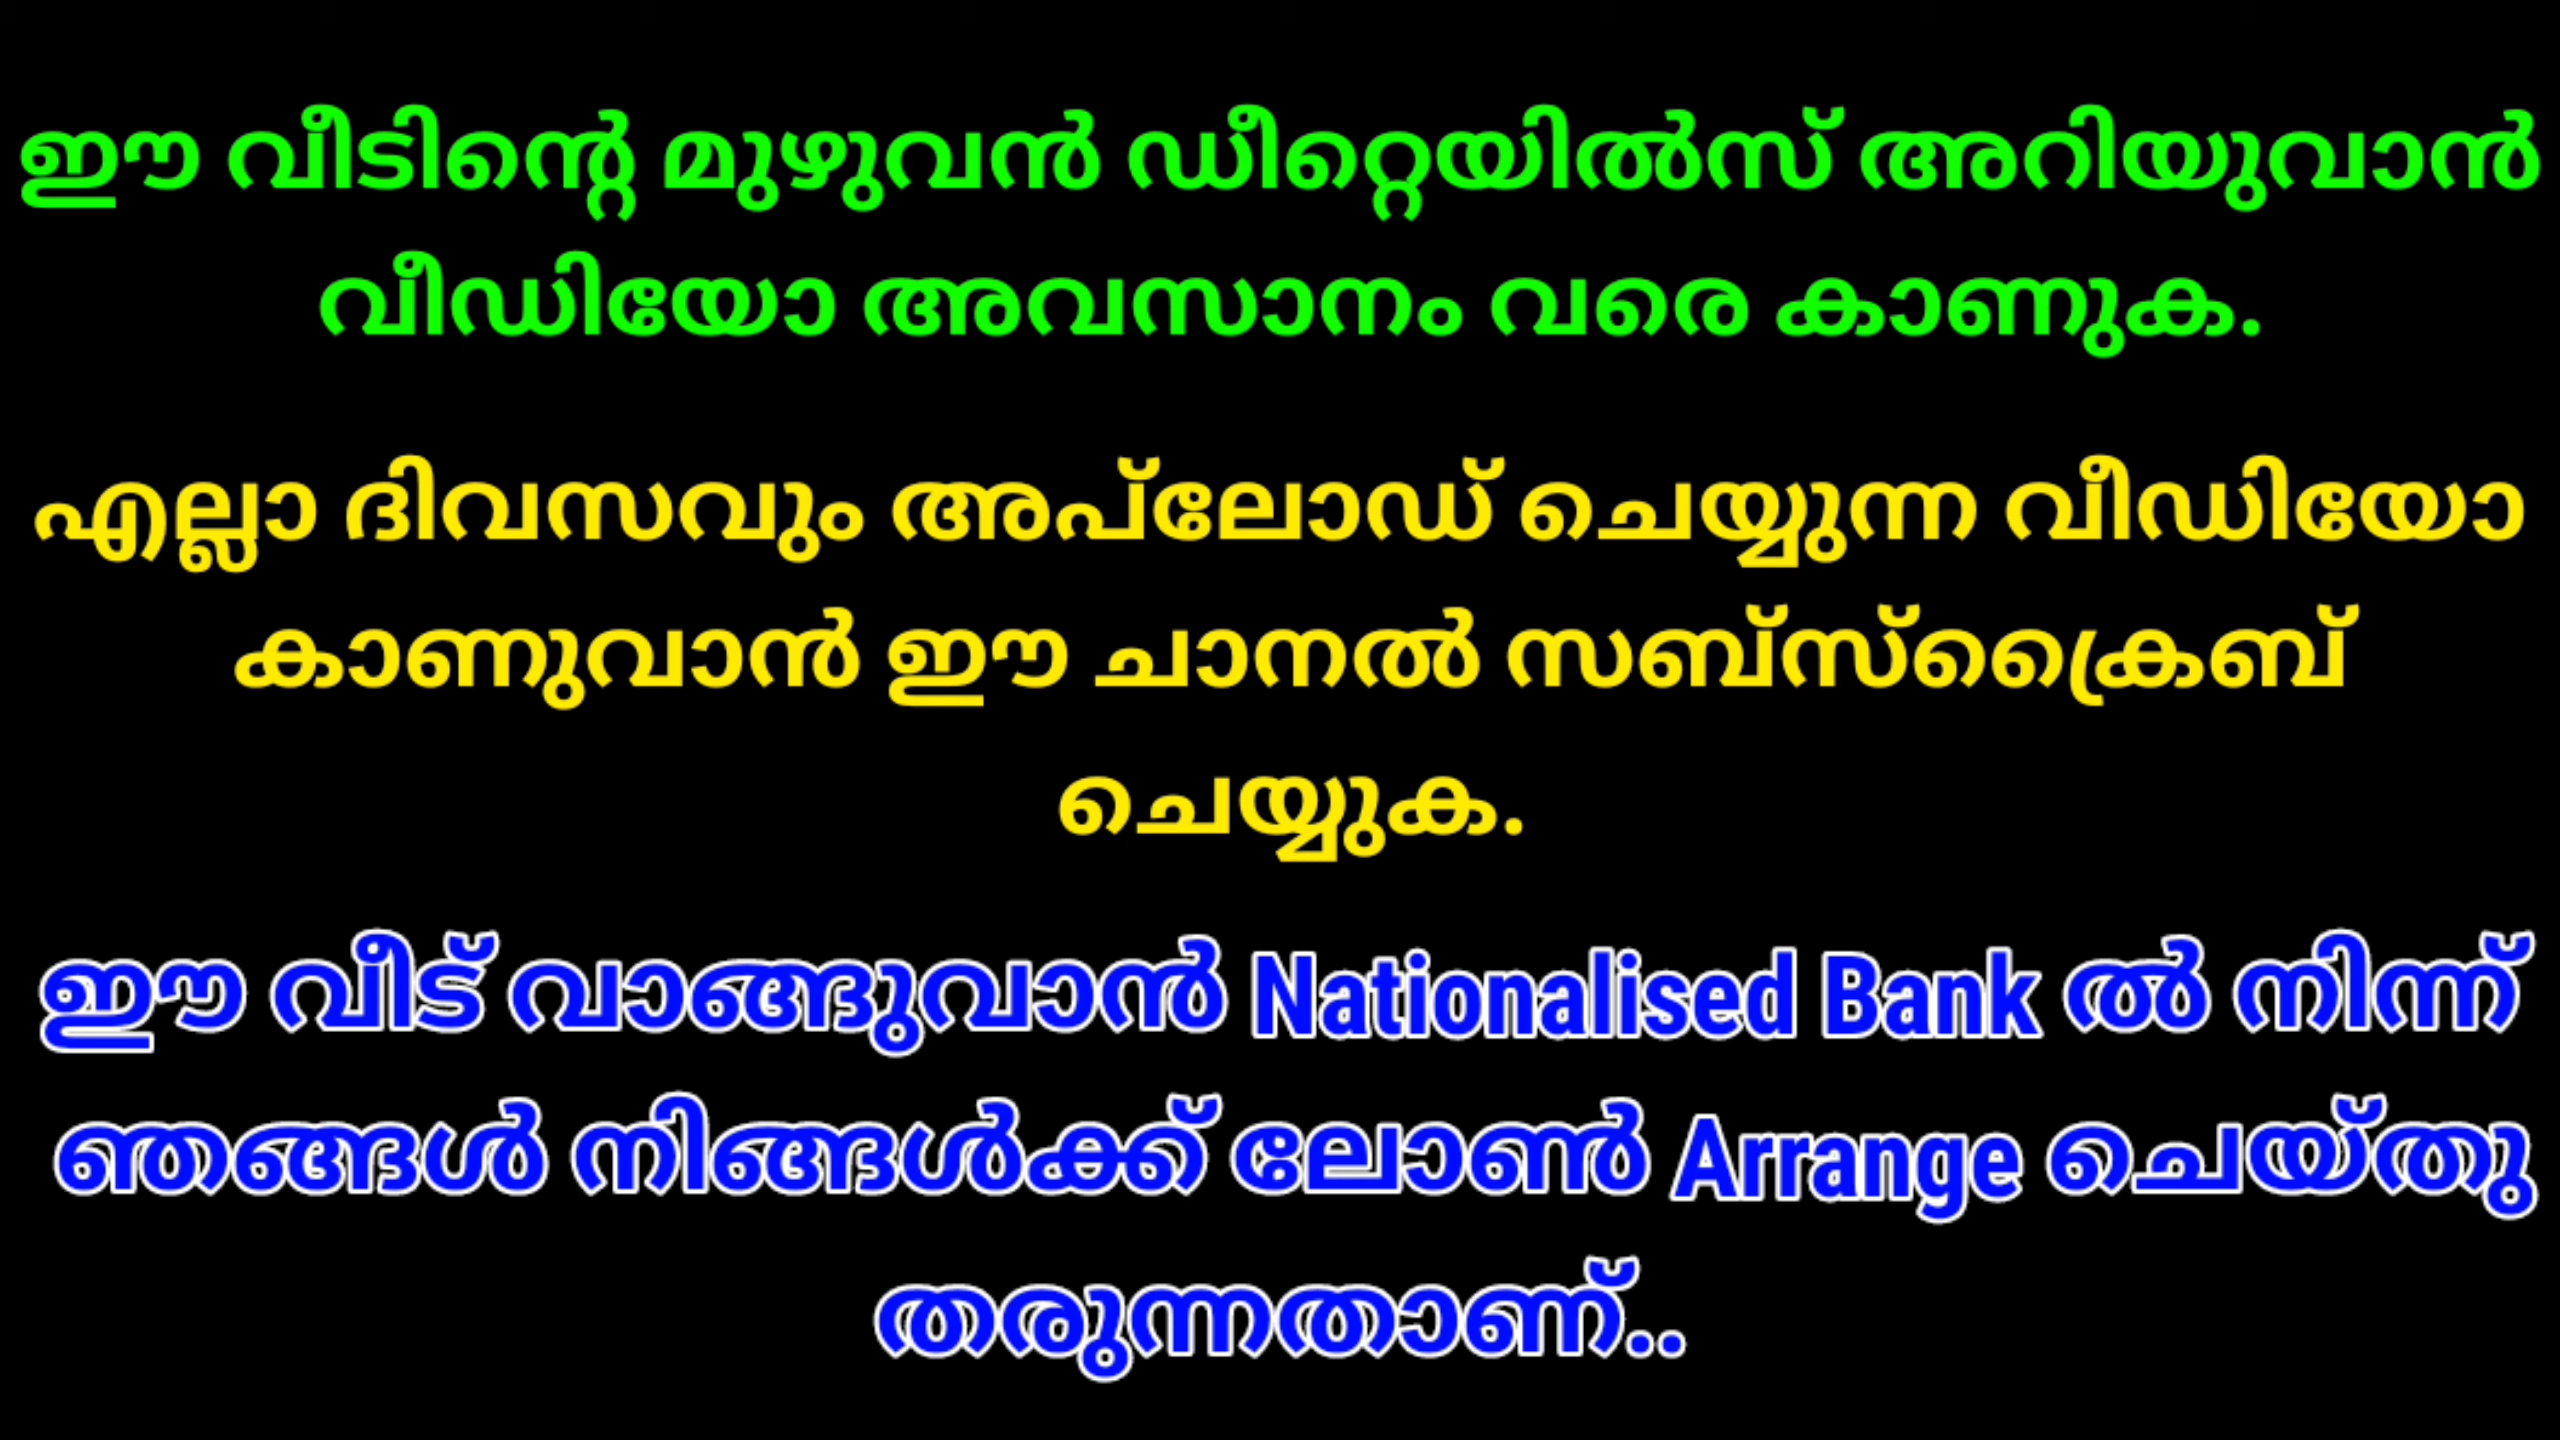 ഈ വീടിന്റെ മുഴുവൻ ഡീറ്റെയിൽസ് അറിയുവാൻ
വീഡിയോ അവസാനം വരെ കാണുക.
എല്ലാ ദിവസവും അപ്‌ലോഡ് ചെയ്യുന്ന വീഡിയോ
കാണുവാൻ ഈ ചാനൽ സബ്സ്ക്രൈബ്
ചെയ്യുക.
ഈ വീട് വാങ്ങുവാൻ Nationalised Bank ൽ നിന്ന്
ഞങ്ങൾ നിങ്ങൾക്ക് ലോൺ Arrange ചെയ്തു
തരുന്നതാണ്..